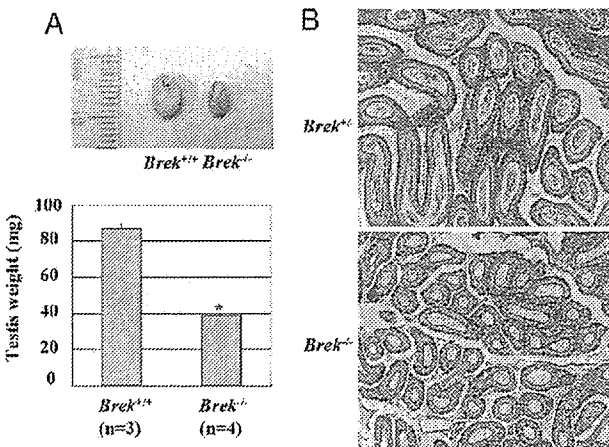 A
Brek+/+ Brek-/-
Testis weight (mg)
100
80
60
40
20
0
*
Brek+/+
(n=3)
Brek-/-
(n=4)
B
Brek+/-
Brek-/-